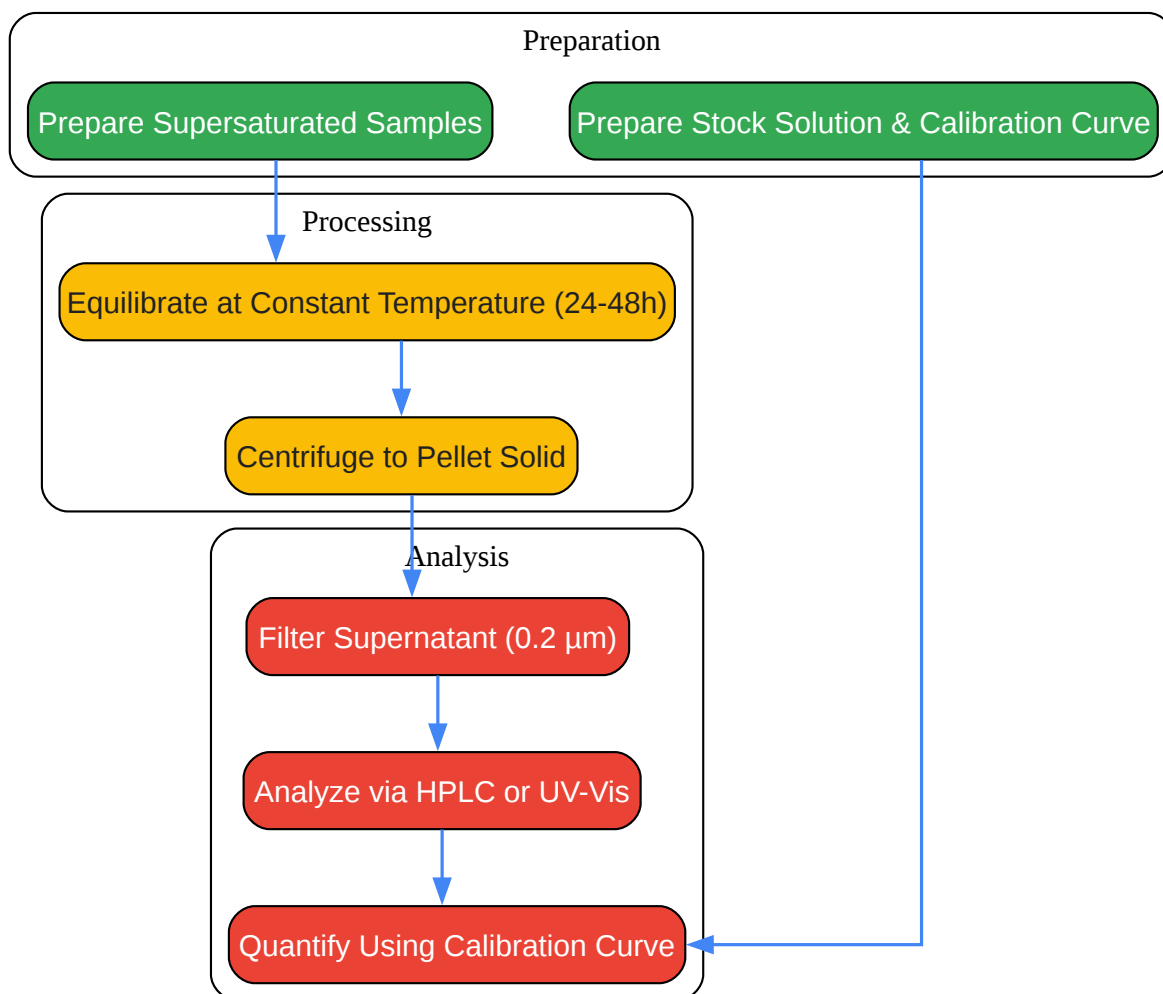 Preparation
Prepare Supersaturated Samples
Prepare Stock Solution & Calibration Curve
Processing
Equilibrate at Constant Temperature (24-48h)
Centrifuge to Pellet Solid
Analysis
Filter Supernatant (0.2 µm)
Analyze via HPLC or UV-Vis
Quantify Using Calibration Curve